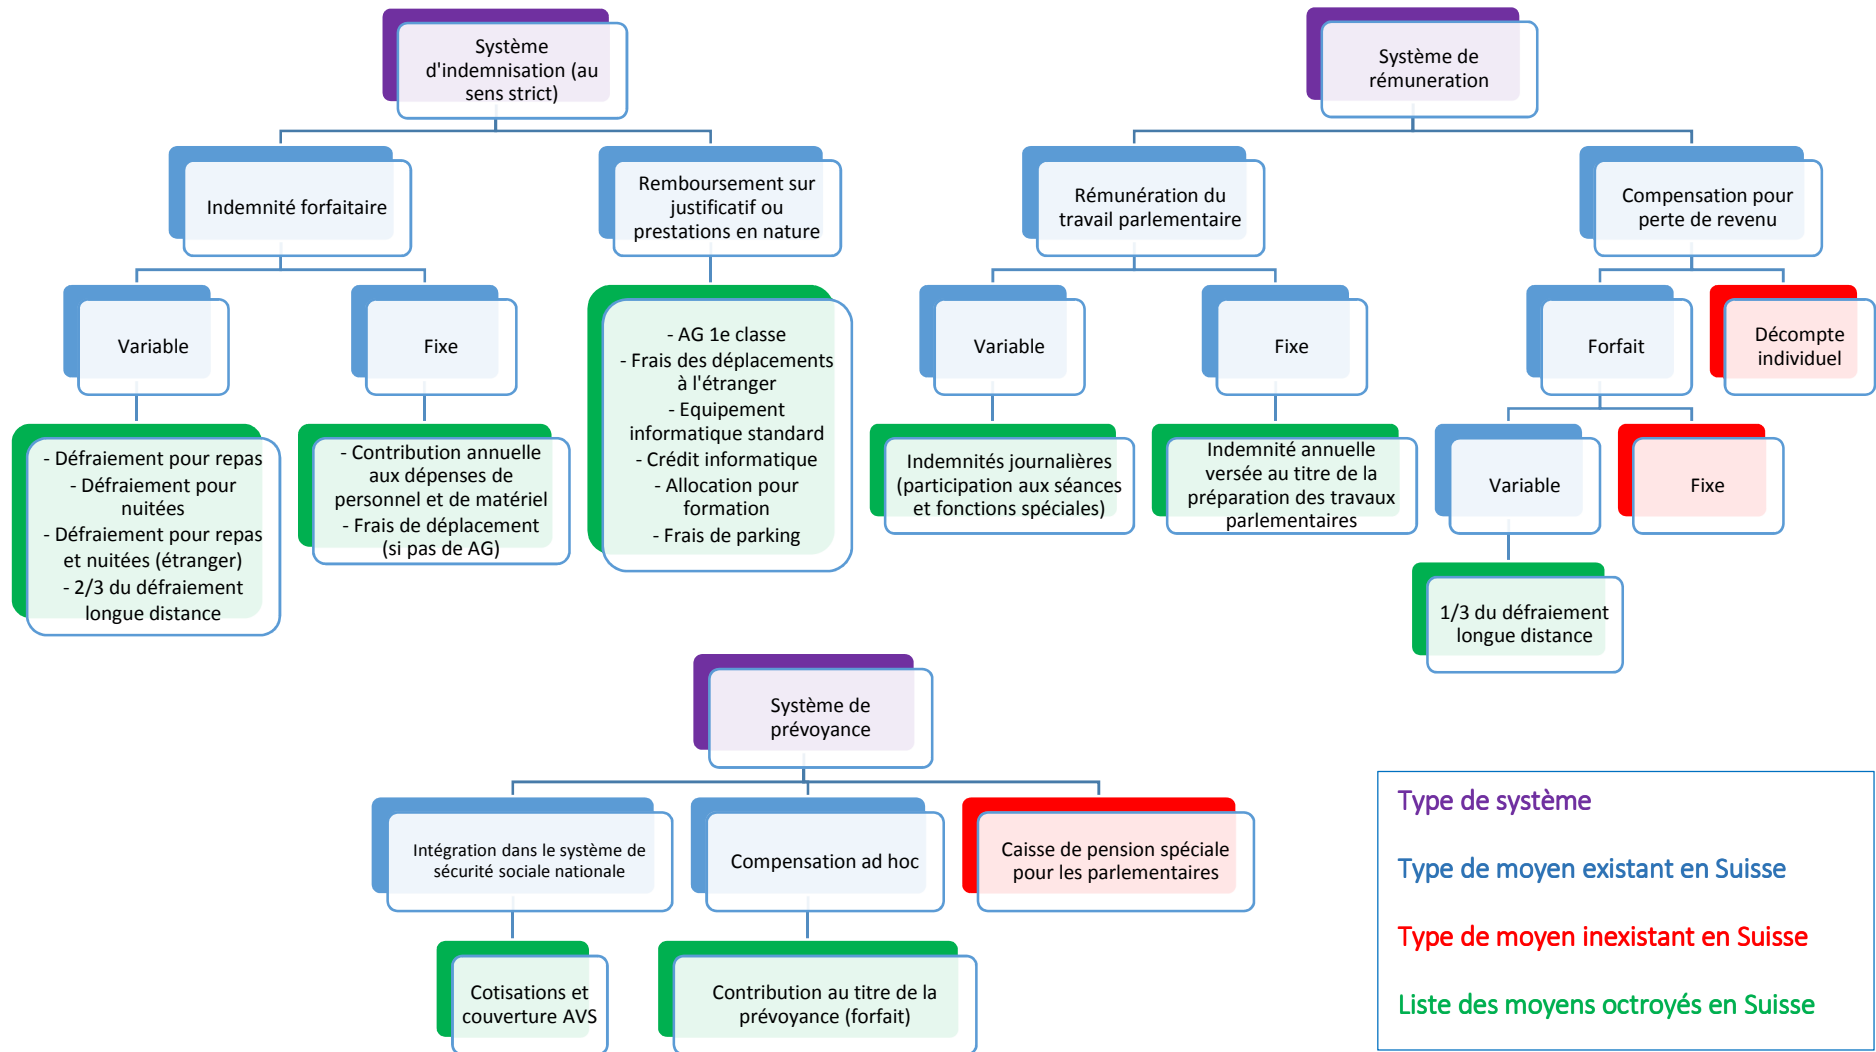 Système
d'indemnisation (au
sens strict)
Indemnité forfaitaire
Remboursement sur
justificatif ou
prestations en nature
Variable
Fixe
- Défraiement pour repas
- Défraiement pour
nuitées
- Défraiement pour repas
et nuitées (étranger)
- 2/3 du défraiement
longue distance
- Contribution annuelle
aux dépenses de
personnel et de matériel
- Frais de déplacement
(si pas de AG)
- AG 1e classe
- Frais des déplacements
à l'étranger
- Equipement
informatique standard
- Crédit informatique
- Allocation pour
formation
- Frais de parking
Système de
rémuneration
Rémunération du
travail parlementaire
Compensation pour
perte de revenu
Variable
Fixe
Forfait
Décompte
individuel
Indemnités journalières
(participation aux séances
et fonctions spéciales)
Indemnité annuelle
versée au titre de la
préparation des travaux
parlementaires
Variable
Fixe
1/3 du défraiement
longue distance
Système de
prévoyance
Intégration dans le système de
sécurité sociale nationale
Compensation ad hoc
Caisse de pension spéciale
pour les parlementaires
Cotisations et
couverture AVS
Contribution au titre de la
prévoyance (forfait)
Type de système
Type de moyen existant en Suisse
Type de moyen inexistant en Suisse
Liste des moyens octroyés en Suisse